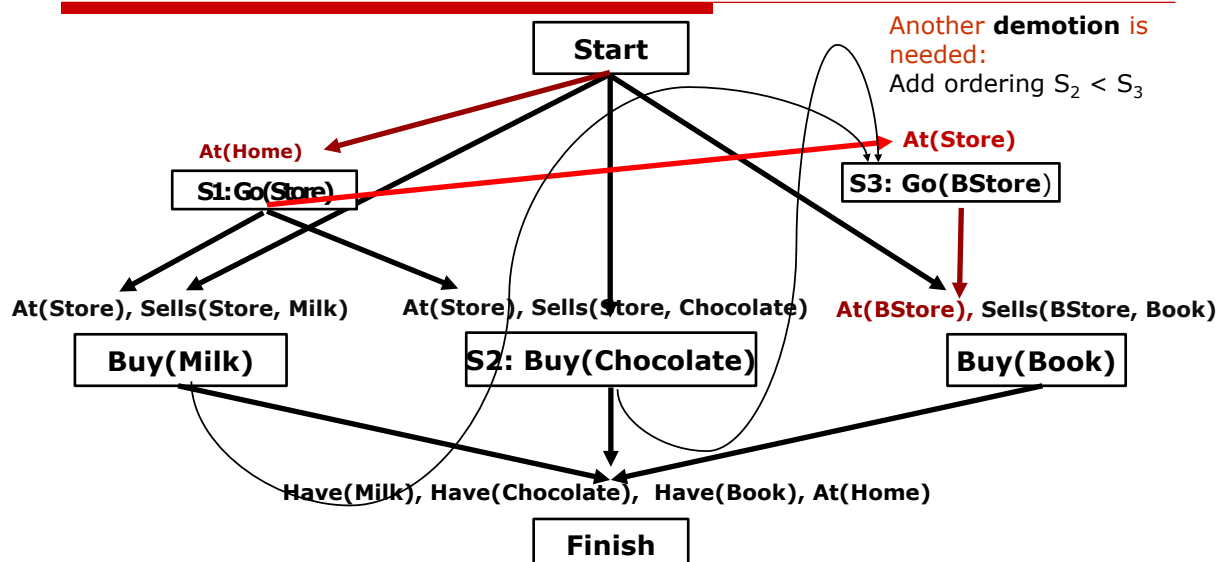 Another demotion is
needed:
Add ordering S₂ < S₃
Start
At(Home)
At(Store)
S1: Go(Store)
S3: Go(BStore)
At(Store), Sells(Store, Milk)
At(Store), Sells(Store, Chocolate)
At(BStore), Sells(BStore, Book)
Buy(Milk)
S2: Buy(Chocolate)
Buy(Book)
Have(Milk), Have(Chocolate), Have(Book), At(Home)
Finish